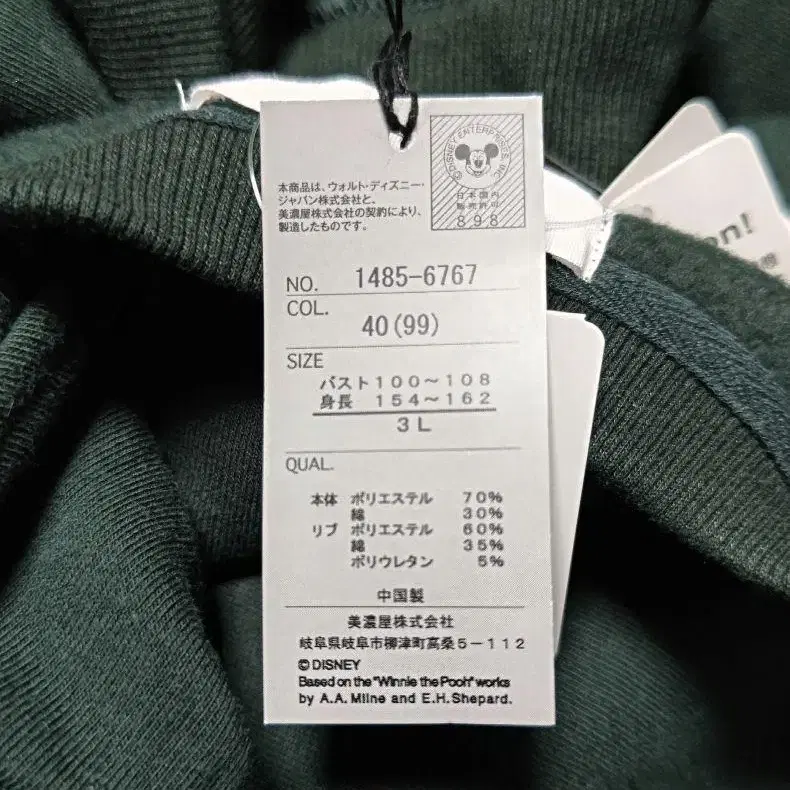 ©DISNEY ENTERPRISES, INC.
日本国内
販売許可
898
本商品は、ウォルト・ディズニー・
ジャパン株式会社と、
美濃屋株式会社の契約により、
製造したものです。
NO. 1485-6767
COL. 40(99)
SIZE
バスト 100～108
身長 154～162
3L
QUAL.
本体 ポリエステル 70%
綿 30%
リブ ポリエステル 60%
綿 35%
ポリウレタン 5%
中国製
美濃屋株式会社
岐阜県岐阜市柳津町高桑5-112
©DISNEY
Based on the "Winnie the Pooh" works
by A.A. Milne and E.H. Shepard.
on!